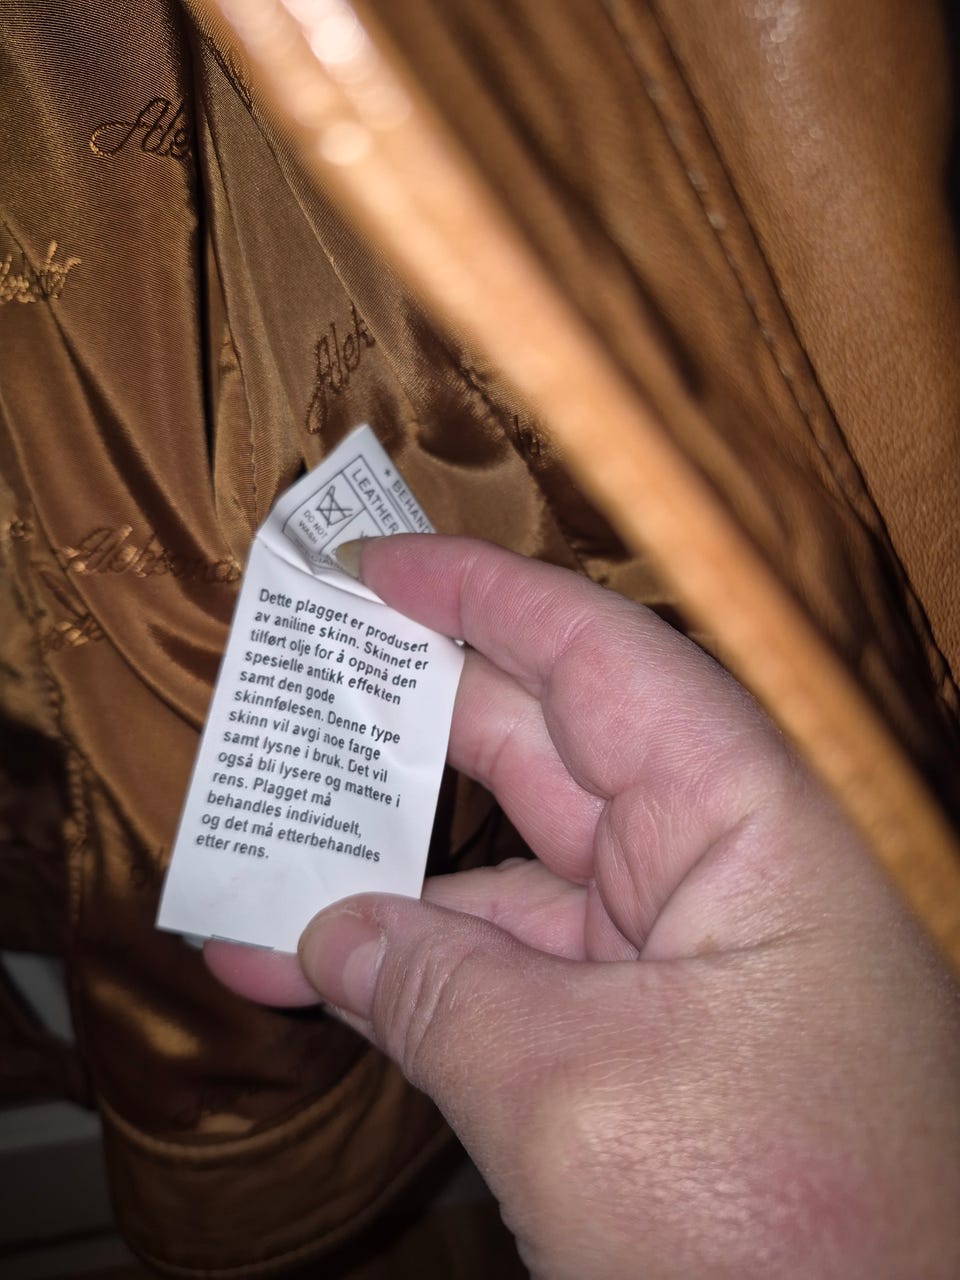 Ale
Alek
LEATHER
DO NOT
WASH
Dette plagget er produsert
av aniline skinn. Skinnet er
tilført olje for å oppnå den
spesielle antikk effekten
samt den gode
skinnfølesen. Denne type
skinn vil avgi noe farge
samt lysne i bruk. Det vil
også bli lysere og mattere i
rens. Plagget må
behandles individuelt,
og det må etterbehandles
etter rens.